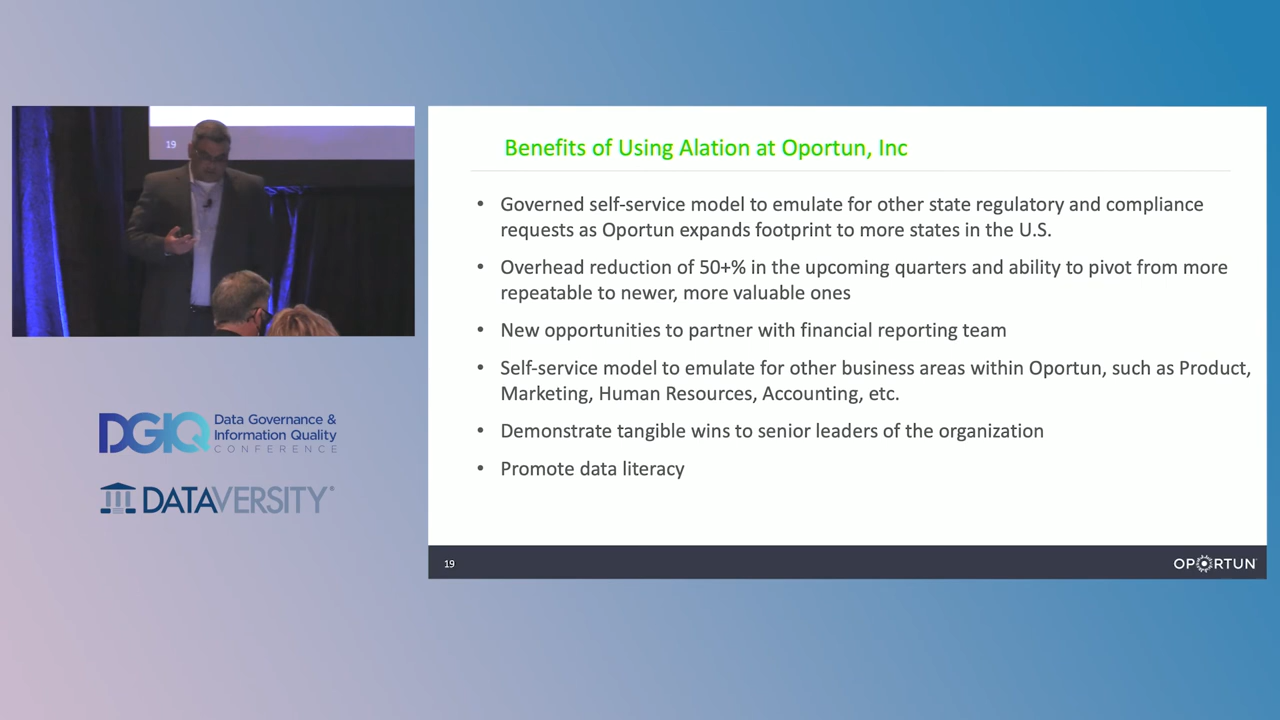 19
Benefits of Using Alation at Oportun, Inc
• Governed self-service model to emulate for other state regulatory and compliance
requests as Oportun expands footprint to more states in the U.S.
• Overhead reduction of 50+% in the upcoming quarters and ability to pivot from more
repeatable to newer, more valuable ones
• New opportunities to partner with financial reporting team
• Self-service model to emulate for other business areas within Oportun, such as Product,
Marketing, Human Resources, Accounting, etc.
• Demonstrate tangible wins to senior leaders of the organization
• Promote data literacy
19
OPORTUN
DGIQ
Data Governance &
Information Quality
CONFERENCE
DATAVERSITY